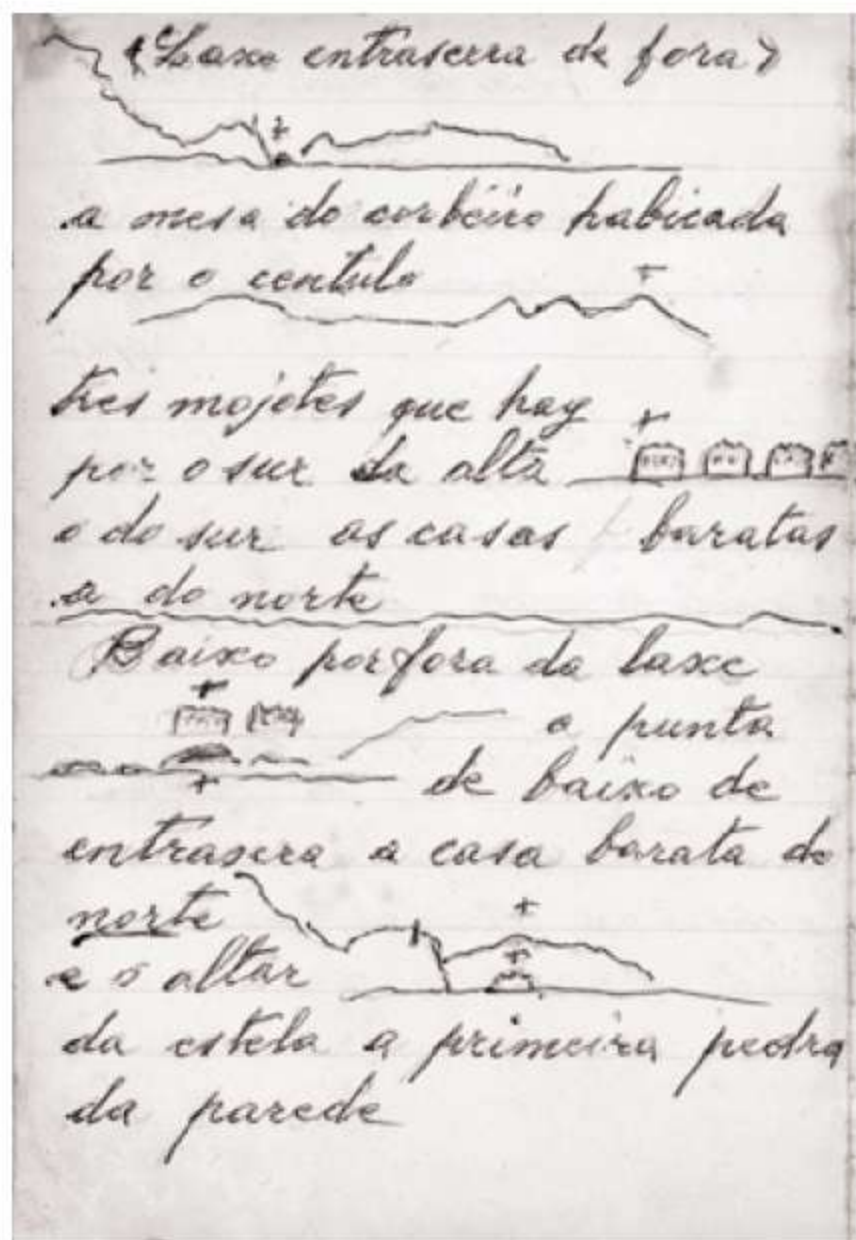 (Laxe entraserra de fora)
a mesa do corbeiro habicada
por o centulo
tres mojotes que hay
por o sur da alta
o do sur as casas baratas
a do norte
Baixo por fora da laxe
a punta
de baixo de
entrasera a casa barata do
norte
e o altar
da estela a primeira pedra
da parede